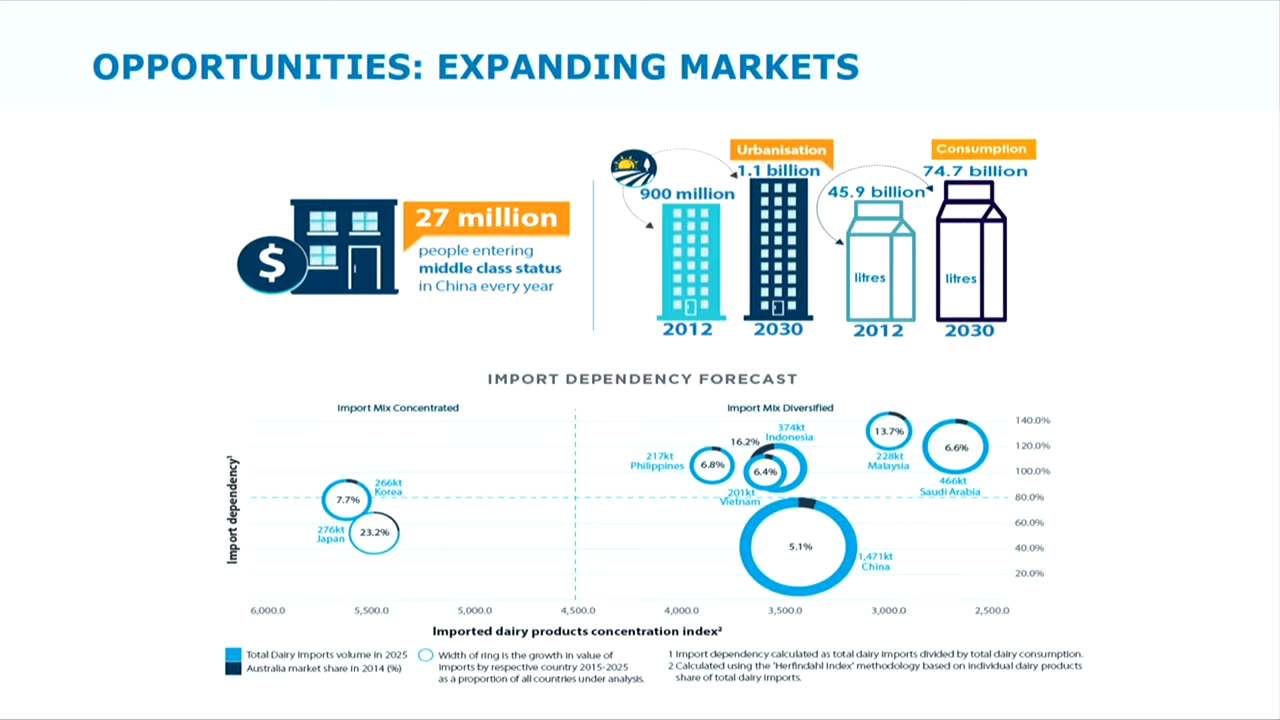 OPPORTUNITIES: EXPANDING MARKETS
$
27 million
people entering
middle class status
in China every year
Urbanisation
900 million
1.1 billion
2012
2030
Consumption
45.9 billion
74.7 billion
litres
litres
2012
2030
IMPORT DEPENDENCY FORECAST
Import Mix Concentrated
Import Mix Diversified
Import dependency¹
140.0%
120.0%
100.0%
80.0%
60.0%
40.0%
20.0%
7.7%
266kt
Korea
276kt
Japan
23.2%
217kt
Philippines
6.8%
16.2%
374kt
Indonesia
6.4%
201kt
Vietnam
13.7%
228kt
Malaysia
6.6%
466kt
Saudi Arabia
5.1%
1,471kt
China
6,000.0
5,500.0
5,000.0
4,500.0
4,000.0
3,500.0
3,000.0
2,500.0
Imported dairy products concentration index²
Total Dairy Imports volume in 2025
Australia market share in 2014 (%)
Width of ring is the growth in value of
imports by respective country 2015-2025
as a proportion of all countries under analysis.
1 Import dependency calculated as total dairy imports divided by total dairy consumption.
2 Calculated using the 'Herfindahl Index' methodology based on individual dairy products
share of total dairy imports.